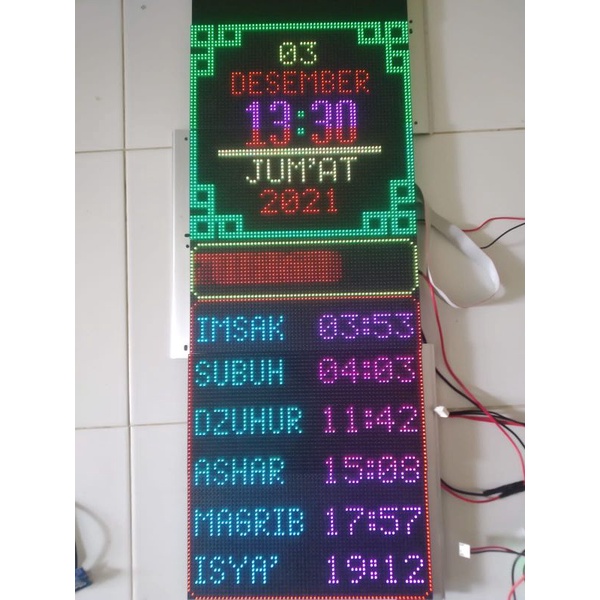 03
DESEMBER
13:30
JUM'AT
2021
IMSAK 03:53
SUBUH 04:03
DZUHUR 11:42
ASHAR 15:08
MAGRIB 17:57
ISYA' 19:12